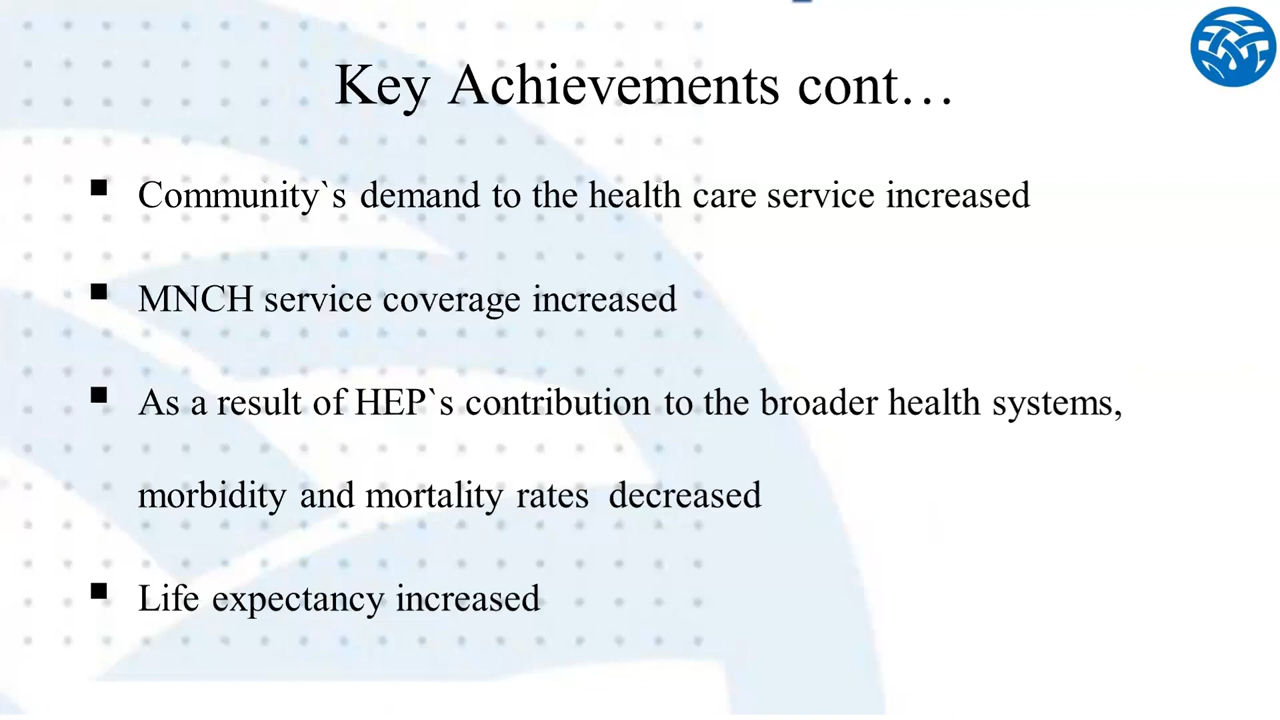 Key Achievements cont…
Community`s demand to the health care service increased
MNCH service coverage increased
As a result of HEP`s contribution to the broader health systems,
morbidity and mortality rates  decreased
Life expectancy increased